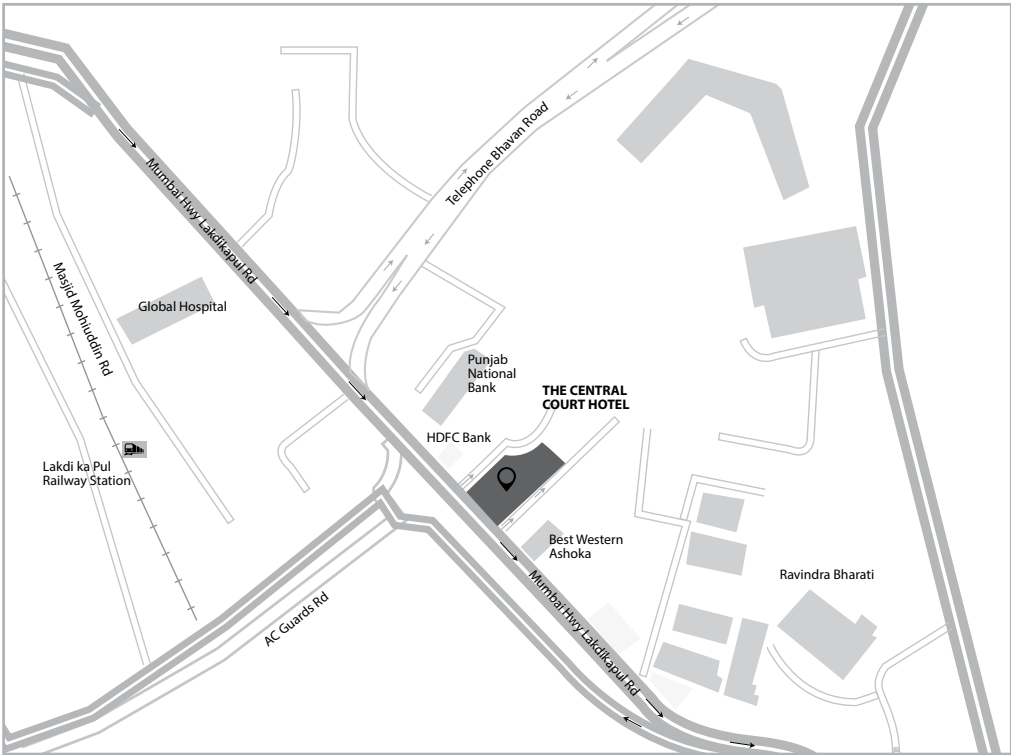 Telephone Bhavan Road
Mumbai Hwy Lakdikapul Rd
Masjid Mohiuddin Rd
Global Hospital
Punjab
National
Bank
THE CENTRAL
COURT HOTEL
HDFC Bank
Lakdi ka Pul
Railway Station
Best Western
Ashoka
Ravindra Bharati
Mumbai Hwy Lakdikapul Rd
AC Guards Rd